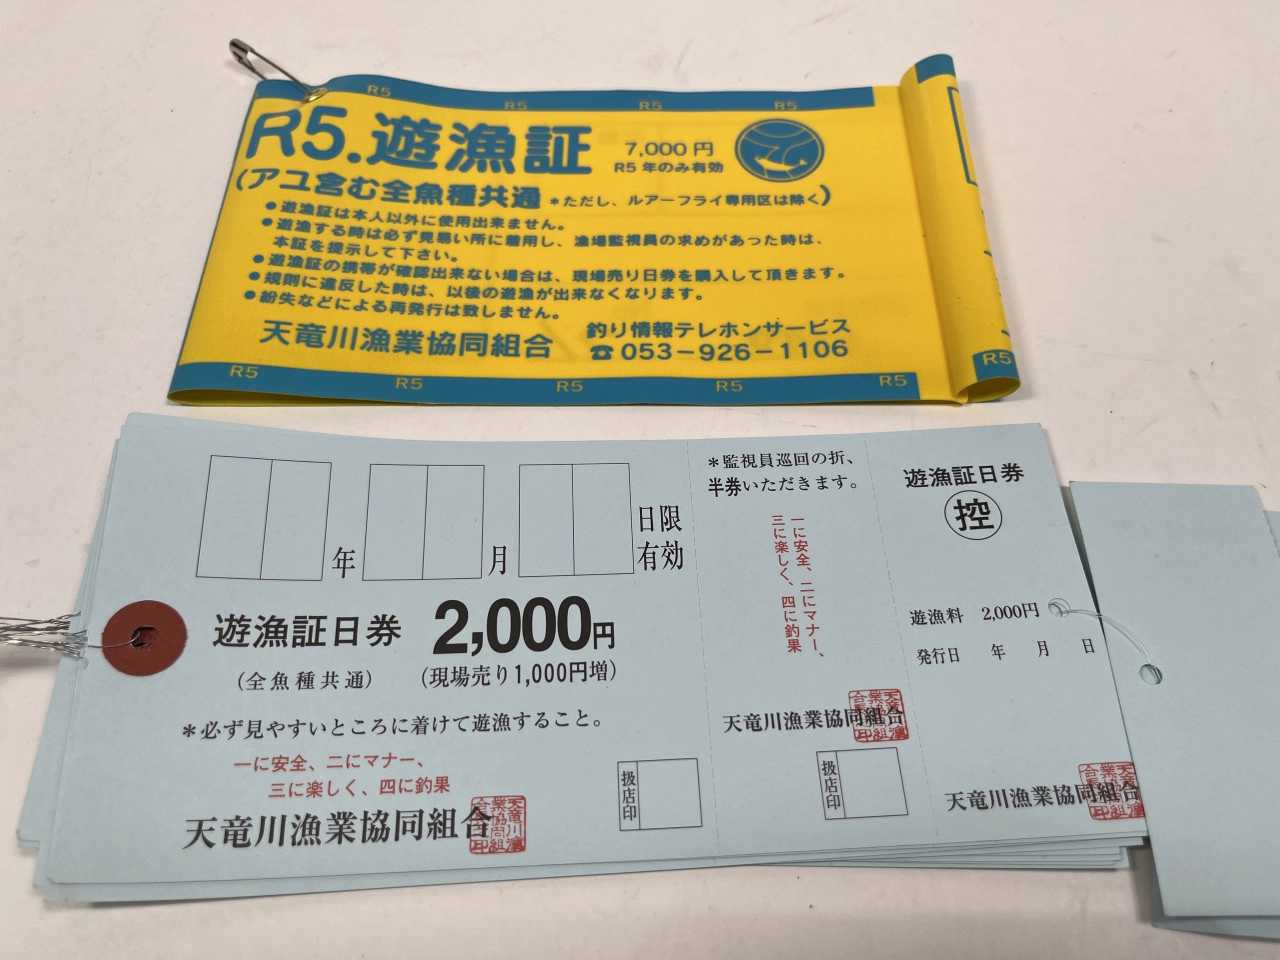 R5 R5 R5 R5
R5.遊漁証
7,000円
R5年のみ有効
(アユ含む全魚種共通 *ただし、ルアーフライ専用区は除く)
●遊漁証は本人以外に使用出来ません。
●遊漁する時は必ず見易い所に着用し、漁場監視員の求めがあった時は、
本証を提示して下さい。
●遊漁証の携帯が確認出来ない場合は、現場売り日券を購入して頂きます。
●規則に違反した時は、以後の遊漁が出来なくなります。
●紛失などによる再発行は致しません。
天竜川漁業協同組合
釣り情報テレホンサービス
☎053-926-1106
R5 R5 R5 R5 R5 R5
年 月 日限
有効
遊漁証日券 2,000円
(全魚種共通) (現場売り1,000円増)
*必ず見やすいところに着けて遊漁すること。
一に安全、二にマナー、
三に楽しく、四に釣果
天竜川漁業協同組合
扱店印
*監視員巡回の折、
半券いただきます。
一に安全、二にマナー、
三に楽しく、四に釣果
天竜川漁業協同組合
扱店印
遊漁証日券
控
遊漁料 2,000円
発行日 年 月 日
天竜川漁業協同組合